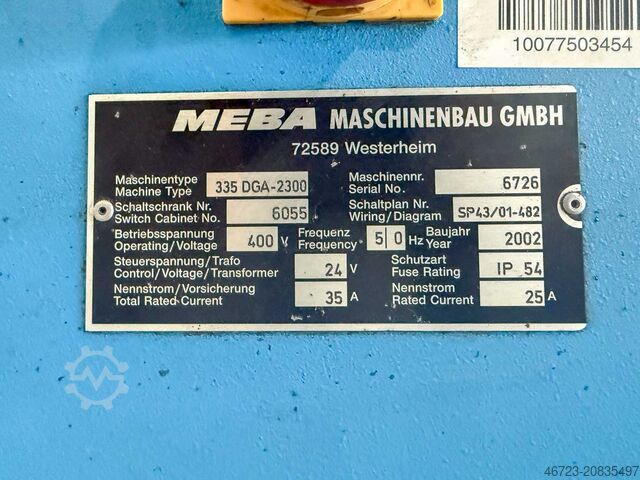 10077503454
MEBA MASCHINENBAU GMBH
72589 Westerheim
Maschinentype 335 DGA-2300 Maschinennr. 6726
Machine Type Serial No.
Schaltschrank Nr. 6055 Schaltplan Nr. SP43/01-482
Switch Cabinet No. Wiring/Diagram
Betriebsspannung 400 V Frequenz 50 Hz Baujahr 2002
Operating/Voltage Frequency Year
Steuerspannung/Trafo 24 V Schutzart IP 54
Control/Voltage/Transformer Fuse Rating
Nennstrom/Vorsicherung 35 A Nennstrom 25 A
Total Rated Current Rated Current
46723-20835497